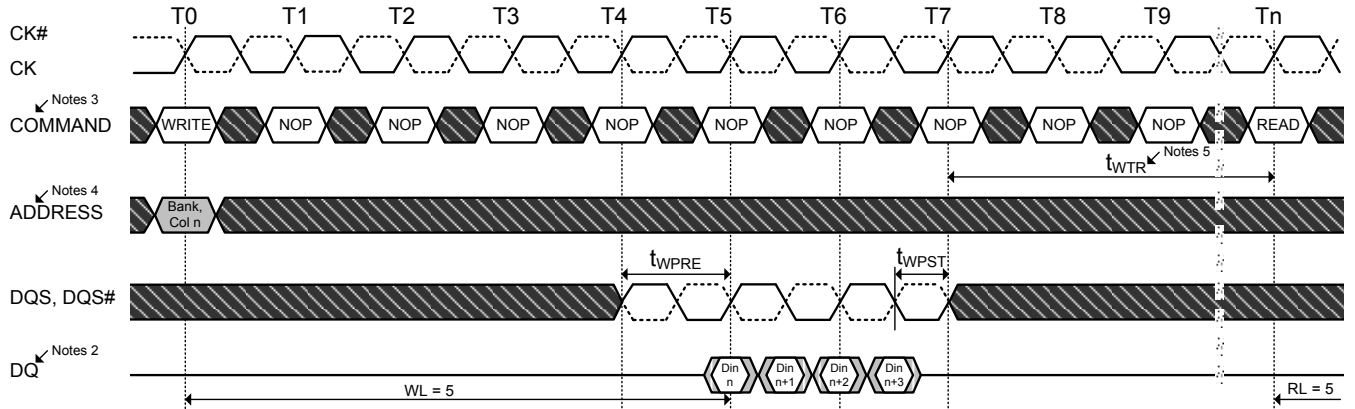 T0 T1 T2 T3 T4 T5 T6 T7 T8 T9 Tn
CK#
CK
Notes 3
COMMAND
WRITE NOP NOP NOP NOP NOP NOP NOP NOP NOP READ
tWTR Notes 5
Notes 4
ADDRESS
Bank,
Col n
tWPRE tWPST
DQS, DQS#
Notes 2
DQ
Din
n
Din
n+1
Din
n+2
Din
n+3
WL = 5
RL = 5